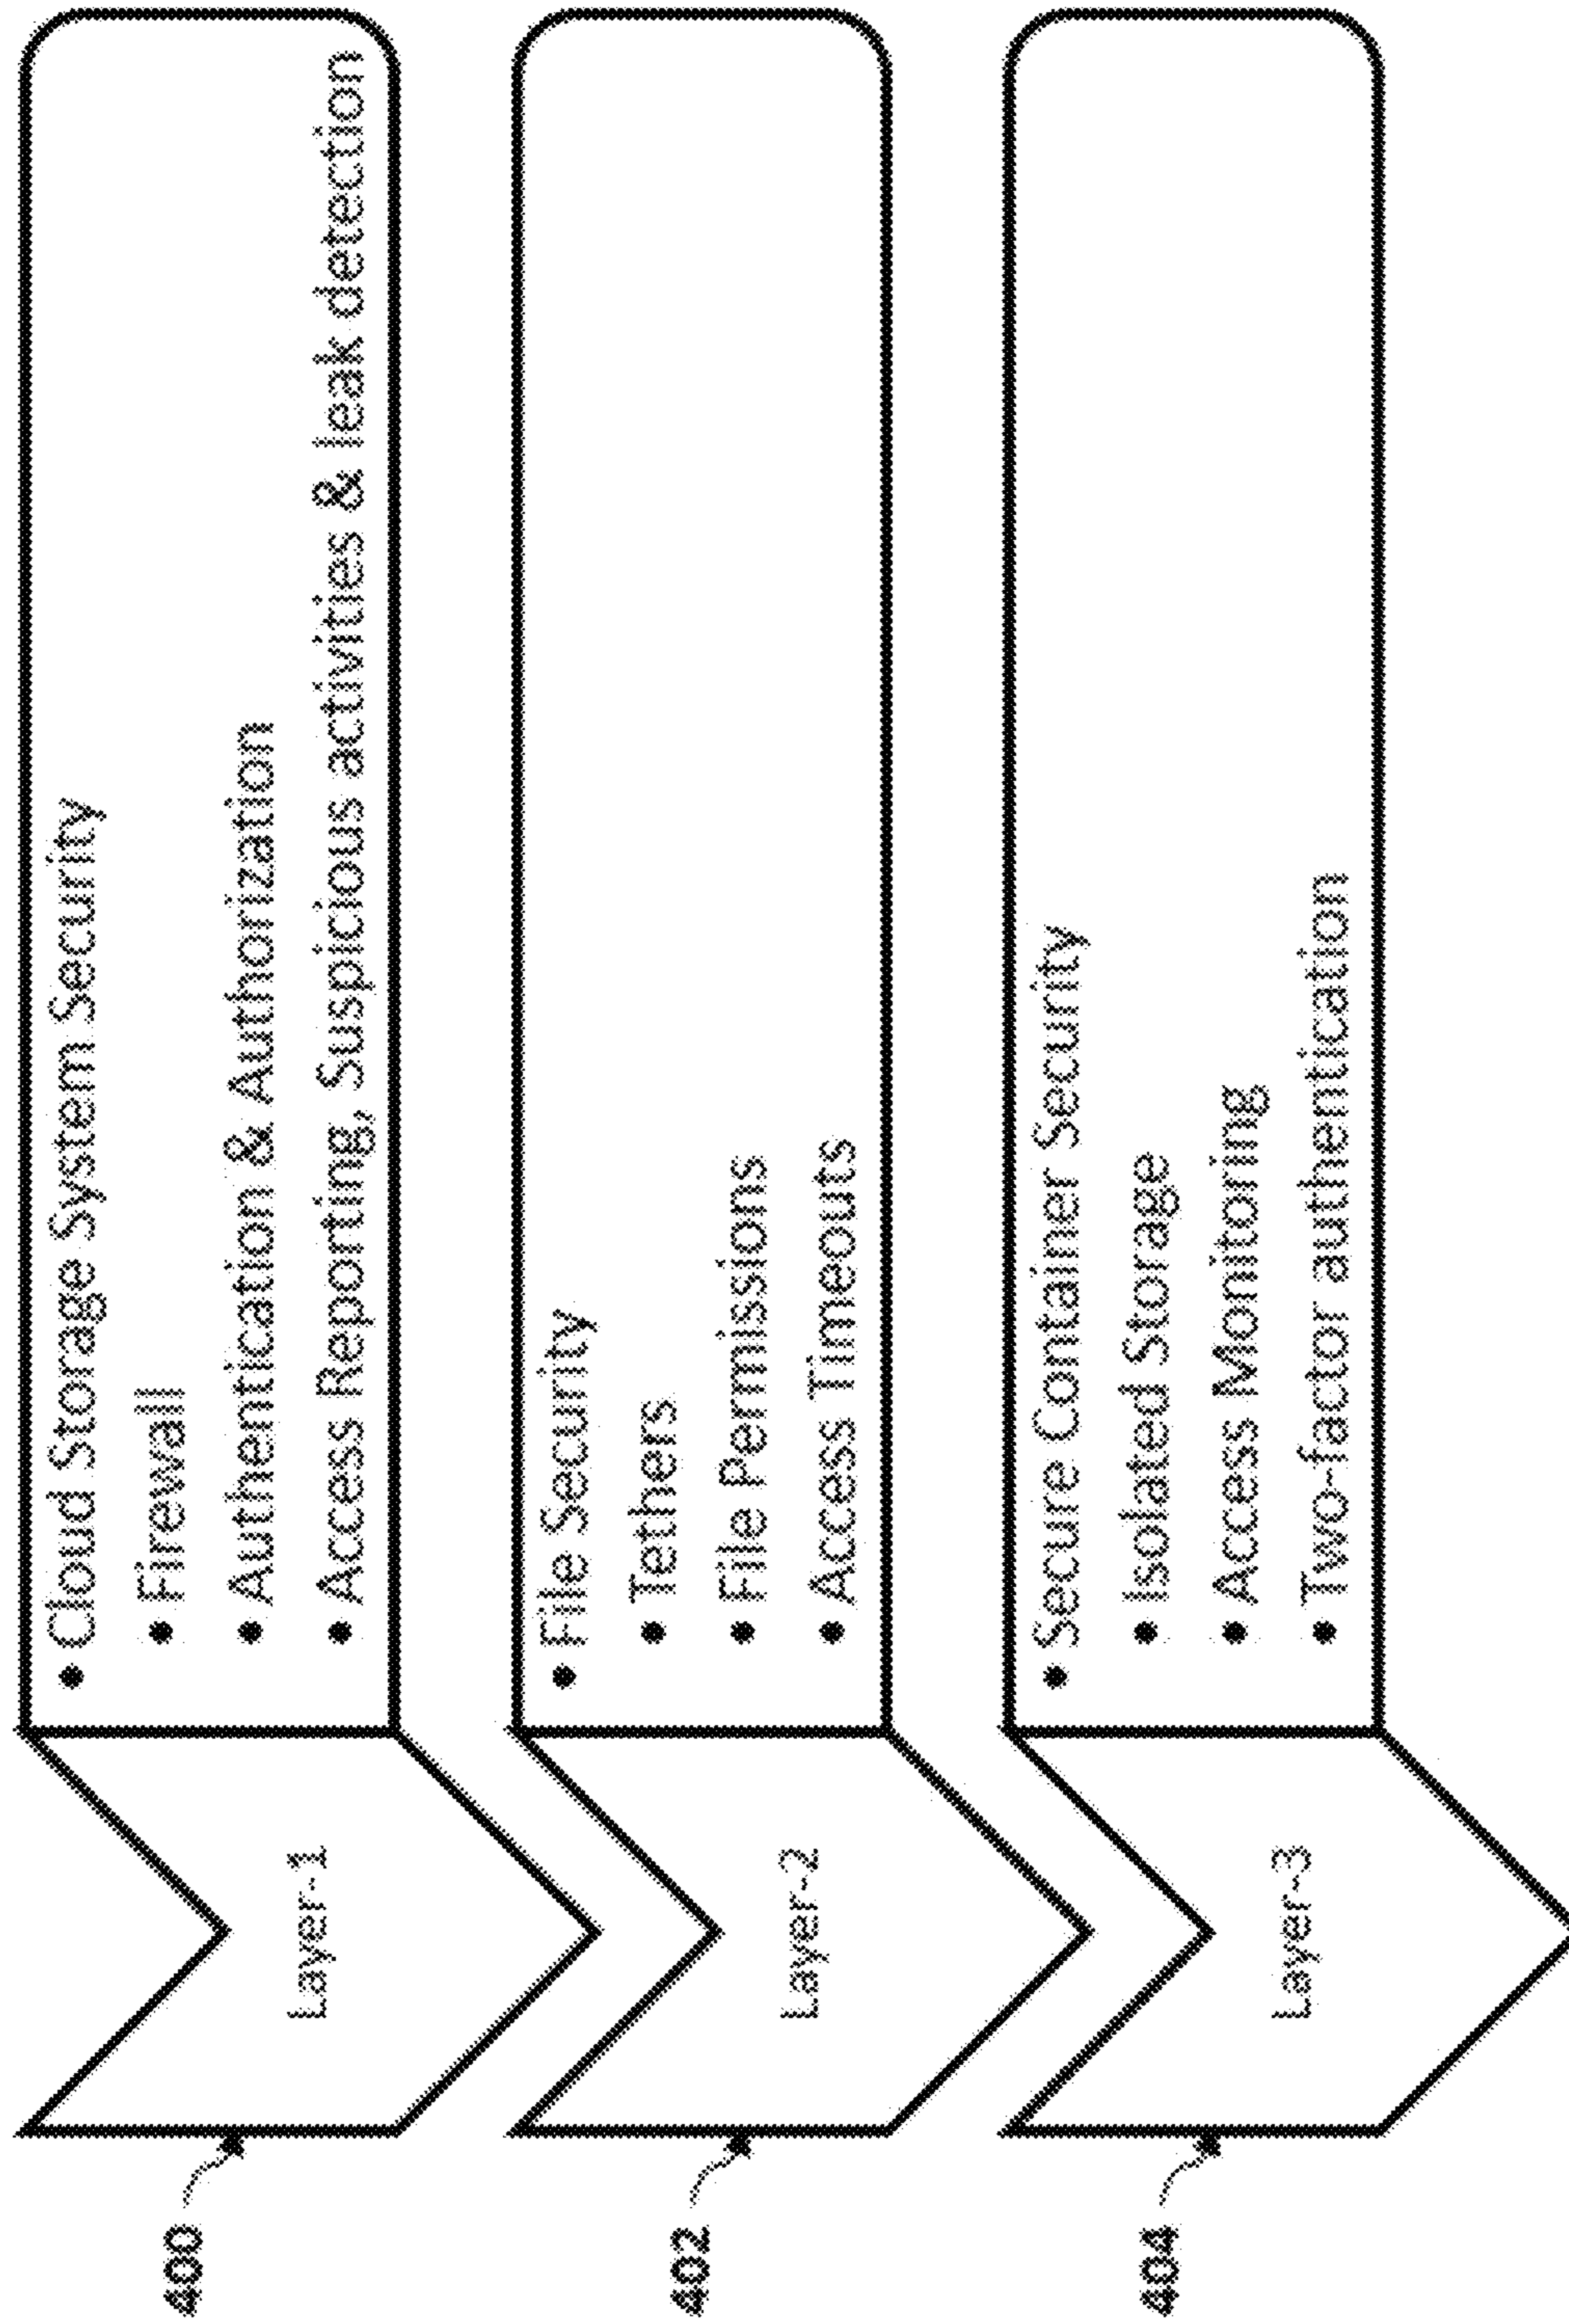 400
Layer-1
• Cloud Storage System Security
• Firewall
• Authentication & Authorization
• Access Reporting, Suspicious activities & leak detection
402
Layer-2
• File Security
• Tethers
• File Permissions
• Access Timeouts
404
Layer-3
• Secure Container Security
• Isolated Storage
• Access Monitoring
• Two-factor authentication